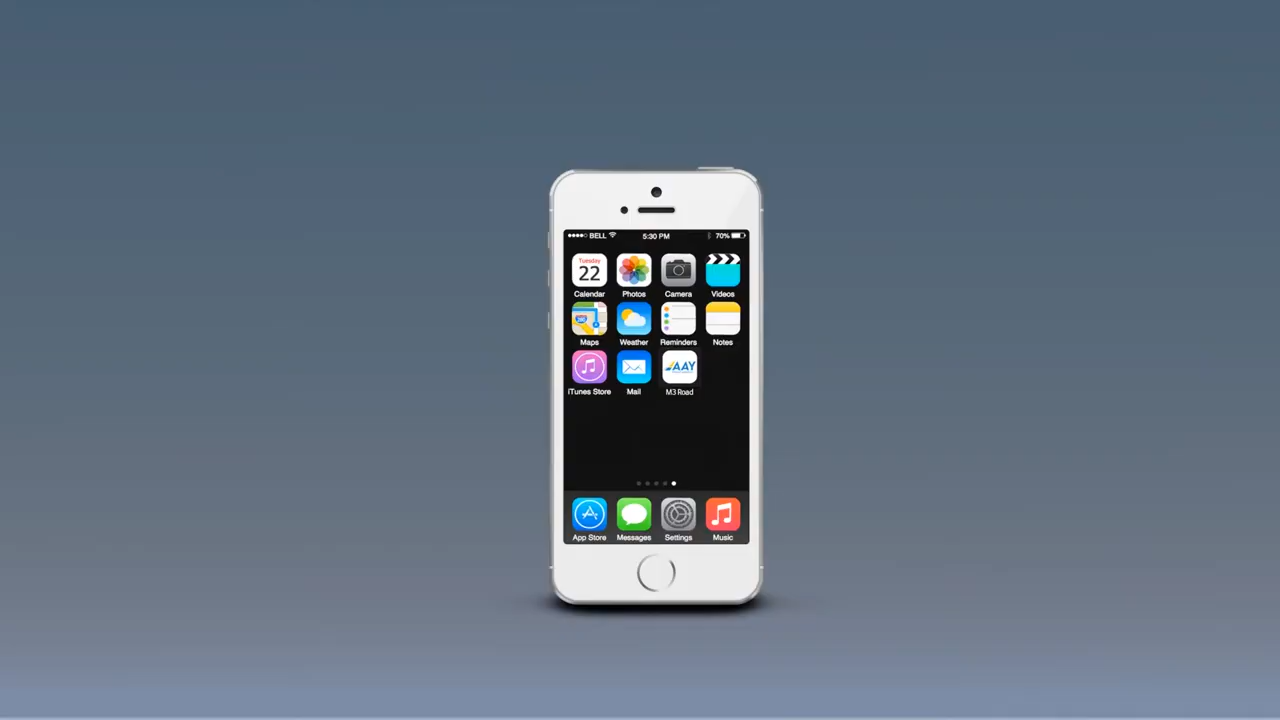 BELL 5:30 PM 70%
Tuesday
22
Calendar Photos Camera Videos
Maps Weather Reminders Notes
AAY
iTunes Store Mail M3 Road
App Store Messages Settings Music